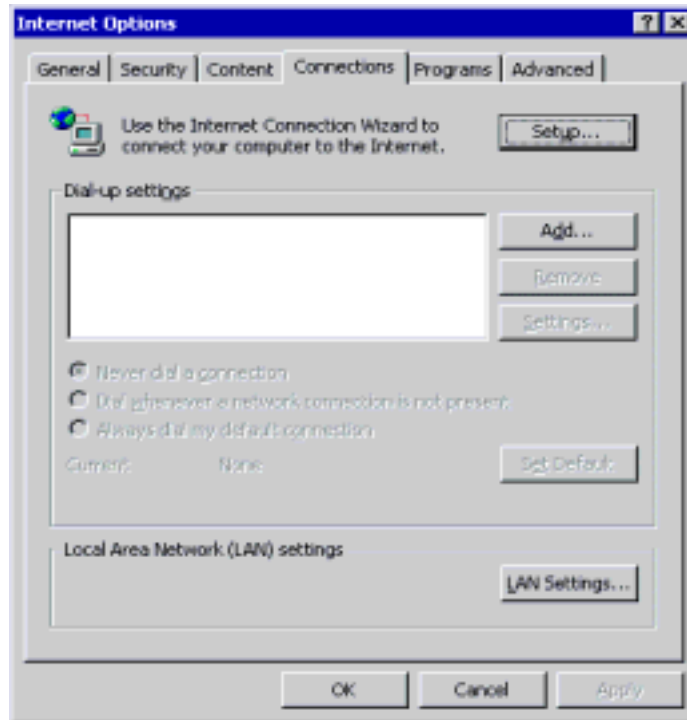 Internet Options
General Security Content Connections Programs Advanced
Use the Internet Connection Wizard to
connect your computer to the Internet.
Setup...
Dial-up settings
Add...
Remove
Settings...
Never dial a connection
Dial whenever a network connection is not present
Always dial my default connection
Current None
Set Default
Local Area Network (LAN) settings
LAN Settings...
OK Cancel Apply